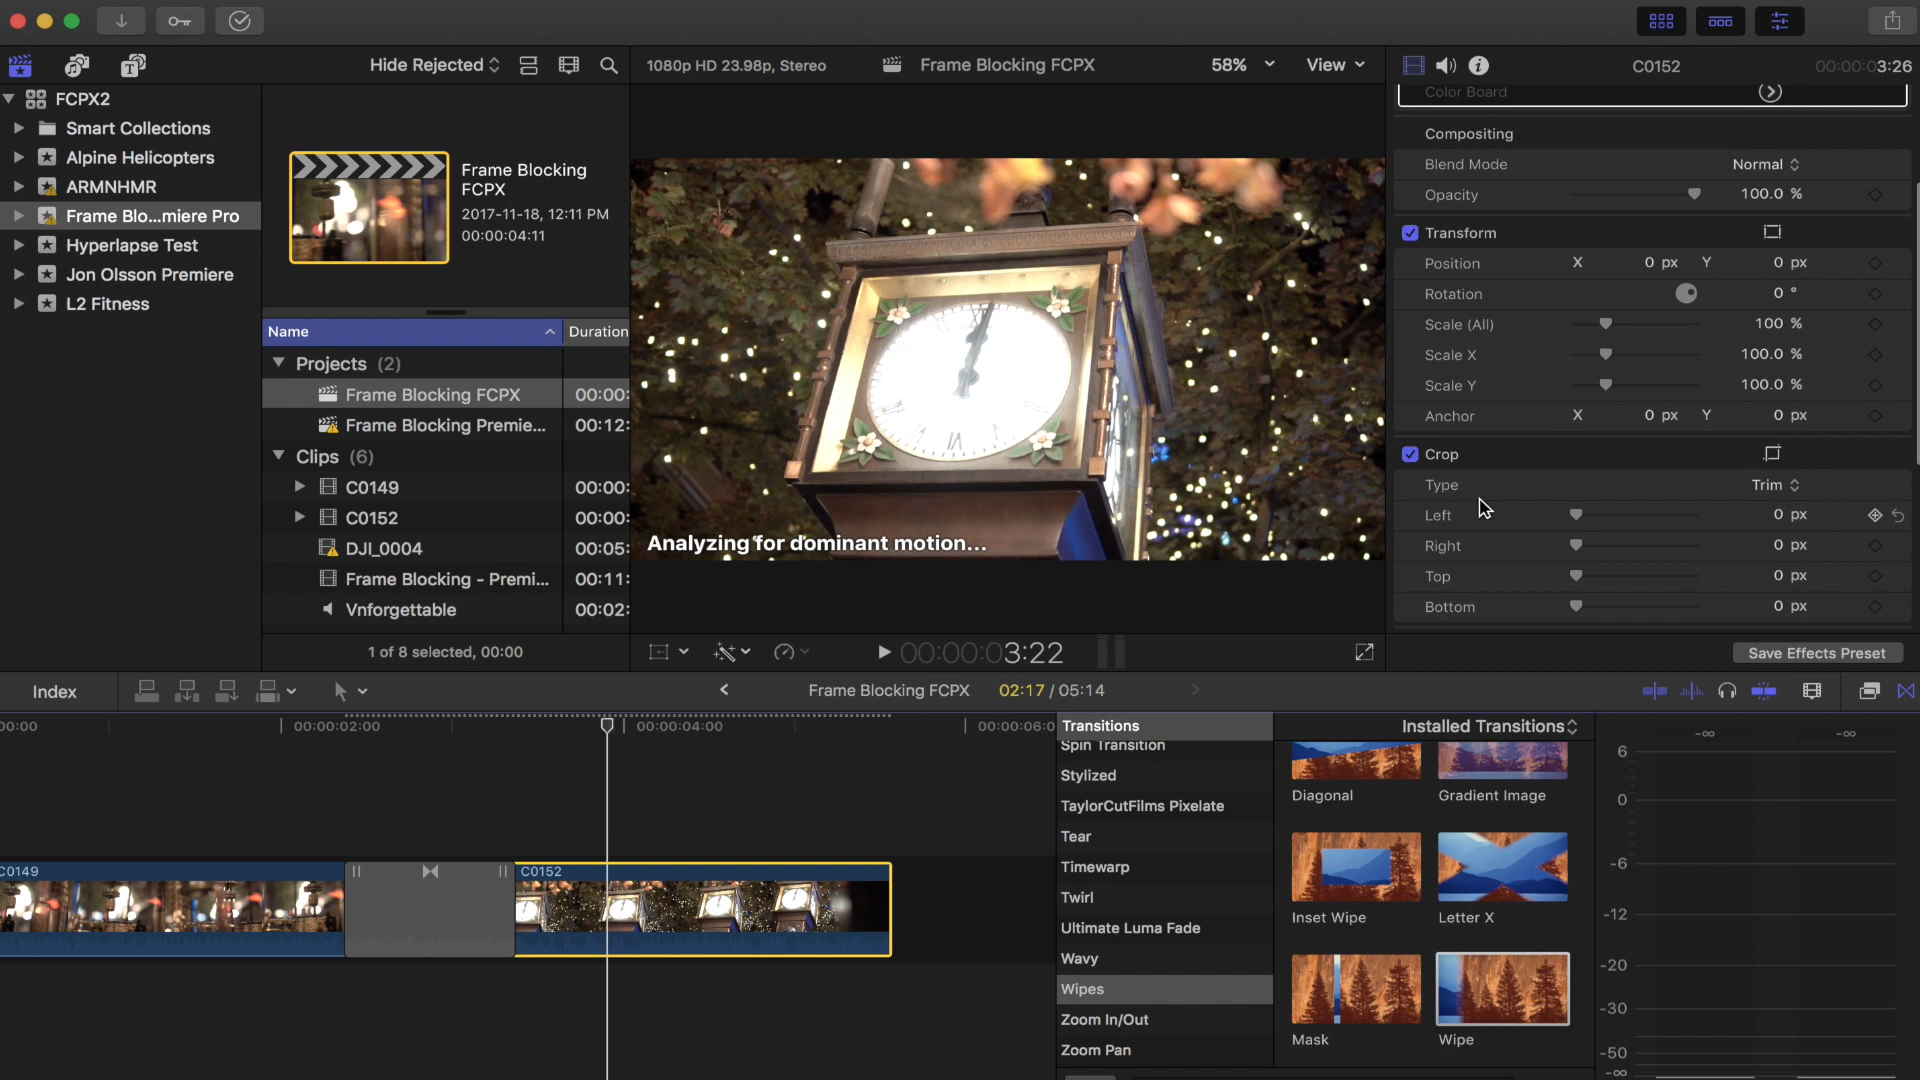 Hide Rejected
1080p HD 23.98p, Stereo
Frame Blocking FCPX
58%
View
C0152
00:00:03:26
FCPX2
Smart Collections
Alpine Helicopters
ARMNHMR
Frame Blo...miere Pro
Hyperlapse Test
Jon Olsson Premiere
L2 Fitness
Frame Blocking
FCPX
2017-11-18, 12:11 PM
00:00:04:11
Name
Duration
Projects (2)
Frame Blocking FCPX
00:00:
Frame Blocking Premie...
00:12:
Clips (6)
C0149
00:00:
C0152
00:00:
DJI_0004
00:05:
Frame Blocking - Premi...
00:11:
Vnforgettable
00:02:
1 of 8 selected, 00:00
Analyzing for dominant motion...
00:00:03:22
Color Board
Compositing
Blend Mode Normal
Opacity 100.0 %
Transform
Position X 0 px Y 0 px
Rotation 0 °
Scale (All) 100 %
Scale X 100.0 %
Scale Y 100.0 %
Anchor X 0 px Y 0 px
Crop
Type Trim
Left 0 px
Right 0 px
Top 0 px
Bottom 0 px
Save Effects Preset
Index
Frame Blocking FCPX 02:17 / 05:14
00:00
00:00:02:00
00:00:04:00
00:00:06:0
C0149
C0152
Transitions
Spin Transition
Stylized
TaylorCutFilms Pixelate
Tear
Timewarp
Twirl
Ultimate Luma Fade
Wavy
Wipes
Zoom In/Out
Zoom Pan
Installed Transitions
Diagonal
Gradient Image
Inset Wipe
Letter X
Mask
Wipe
-∞ -∞
6
0
-6
-12
-20
-30
-50
-∞